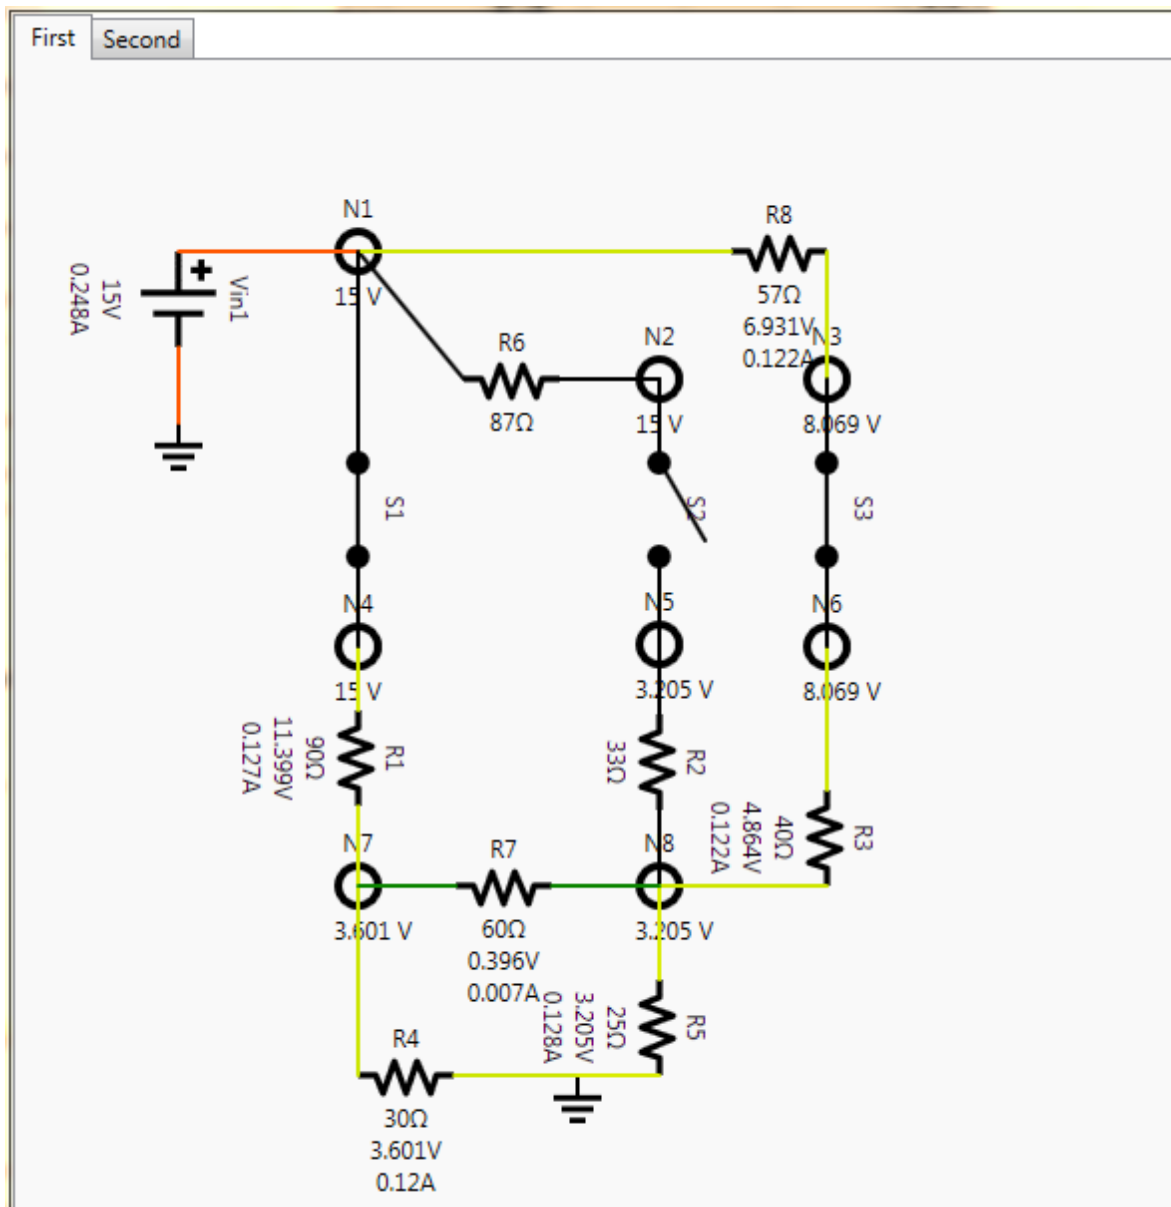 First
Second
N1
15 V
Vin1
15V
0.248A
R8
57Ω
6.931V
0.122A
R6
87Ω
N2
15 V
N3
8.069 V
S1
S2
S3
N4
15 V
N5
3.205 V
N6
8.069 V
R1
90Ω
11.399V
0.127A
R2
33Ω
R3
40Ω
4.864V
0.122A
N7
3.601 V
R7
60Ω
0.396V
0.007A
N8
3.205 V
R5
25Ω
3.205V
0.128A
R4
30Ω
3.601V
0.12A